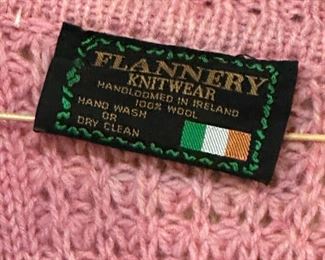 FLANNERY
KNITWEAR
HANDLOOMED IN IRELAND
100% WOOL
HAND WASH
OR
DRY CLEAN